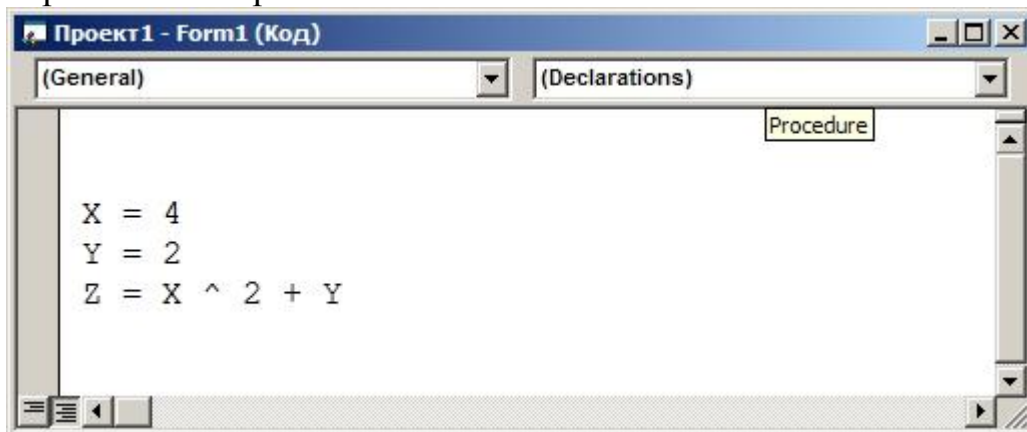 Проект1 - Form1 (Код)
(General) (Declarations)
Procedure
X = 4
Y = 2
Z = X ^ 2 + Y